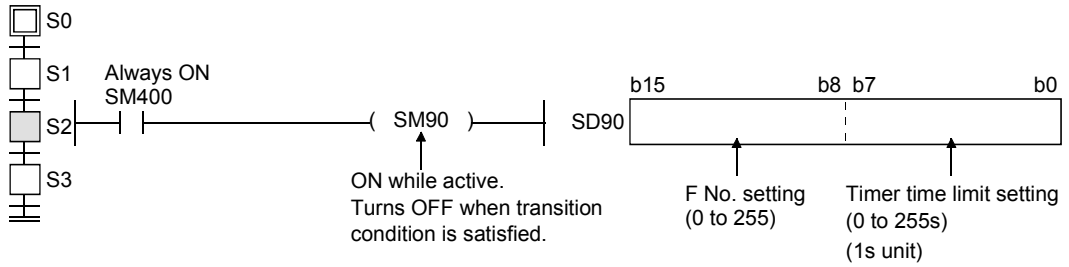 S0
S1
S2
S3
Always ON
SM400
( SM90 )
ON while active.
Turns OFF when transition
condition is satisfied.
SD90
b15 b8 b7 b0
F No. setting
(0 to 255)
Timer time limit setting
(0 to 255s)
(1s unit)